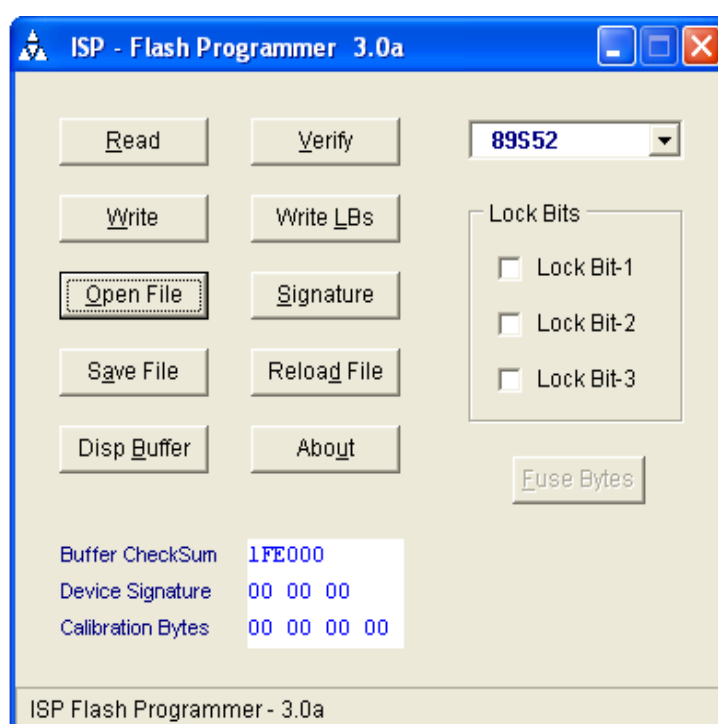 ISP - Flash Programmer 3.0a
Read
Verify
89S52
Write
Write LBs
Lock Bits
Lock Bit-1
Open File
Signature
Lock Bit-2
Save File
Reload File
Lock Bit-3
Disp Buffer
About
Fuse Bytes
Buffer CheckSum 1FE000
Device Signature 00 00 00
Calibration Bytes 00 00 00 00
ISP Flash Programmer - 3.0a